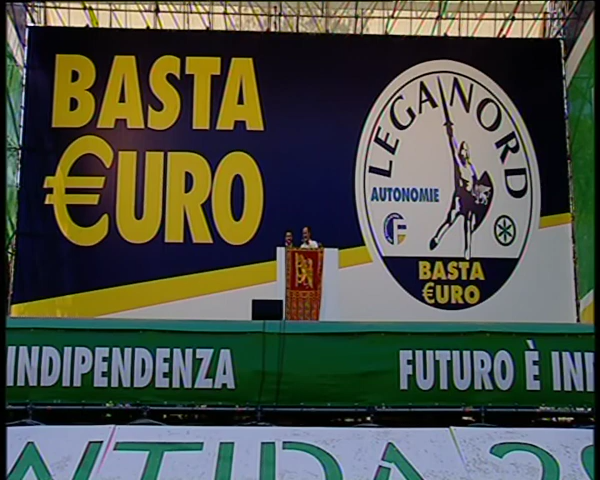 BASTA
€URO
LEGA NORD
AUTONOMIE
BASTA
€URO
INDIPENDENZA
FUTURO È